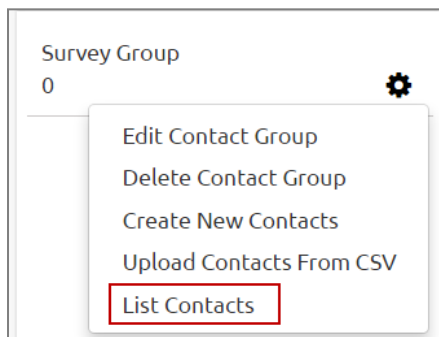 Survey Group
0
Edit Contact Group
Delete Contact Group
Create New Contacts
Upload Contacts From CSV
List Contacts